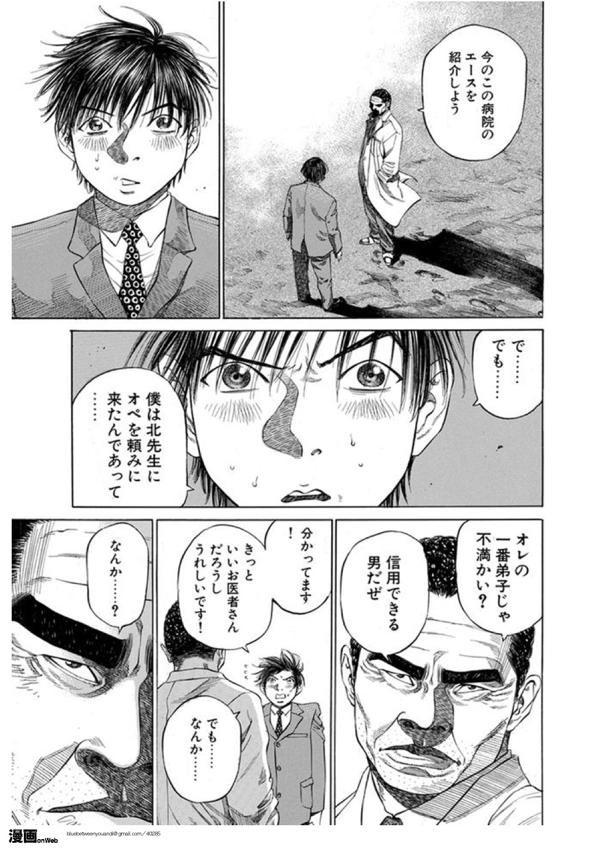 今のこの病院の
エースを
紹介しよう
で……
でも……
僕は北先生に
オペを頼みに
来たんであって
……
オレの
一番弟子じゃ
不満かい？
信用できる
男だぜ
分かってます
！
きっと
いいお医者さん
だろうし
うれしいです！
でも……
なんか……
なんか……？
漫画onWeb
bluebetweenyouandi@gmail.com / 40285